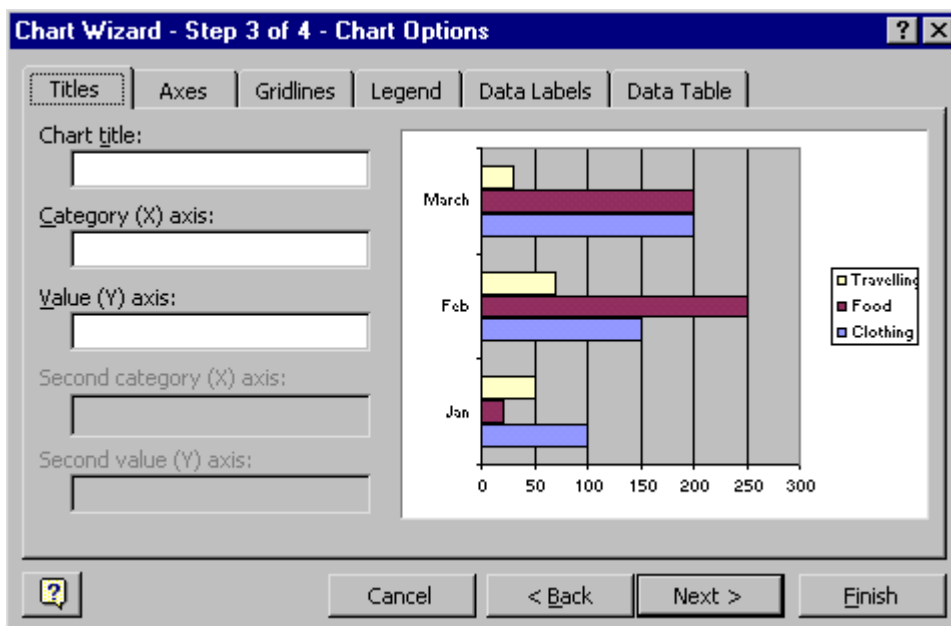 Chart Wizard - Step 3 of 4 - Chart Options
Titles Axes Gridlines Legend Data Labels Data Table
Chart title:
Category (X) axis:
Value (Y) axis:
Second category (X) axis:
Second value (Y) axis:
March
Feb
Jan
0 50 100 150 200 250 300
Travelling
Food
Clothing
Cancel < Back Next > Finish